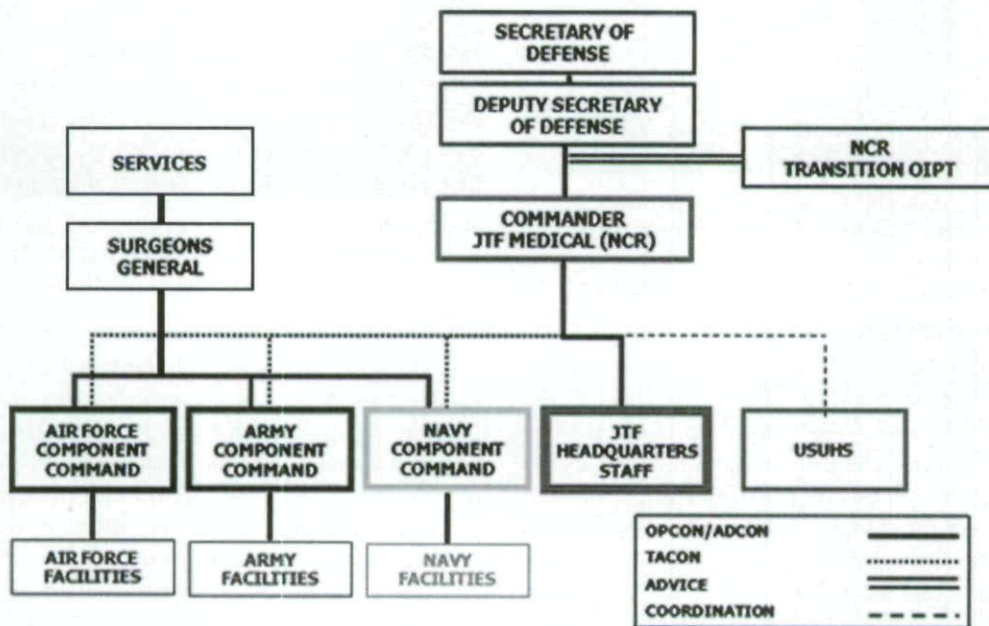 SECRETARY OF
DEFENSE
DEPUTY SECRETARY
OF DEFENSE
NCR
TRANSITION OIPT
SERVICES
COMMANDER
JTF MEDICAL (NCR)
SURGEONS
GENERAL
AIR FORCE
COMPONENT
COMMAND
ARMY
COMPONENT
COMMAND
NAVY
COMPONENT
COMMAND
JTF
HEADQUARTERS
STAFF
USUHS
AIR FORCE
FACILITIES
ARMY
FACILITIES
NAVY
FACILITIES
OPCON/ADCON
TACON
ADVICE
COORDINATION